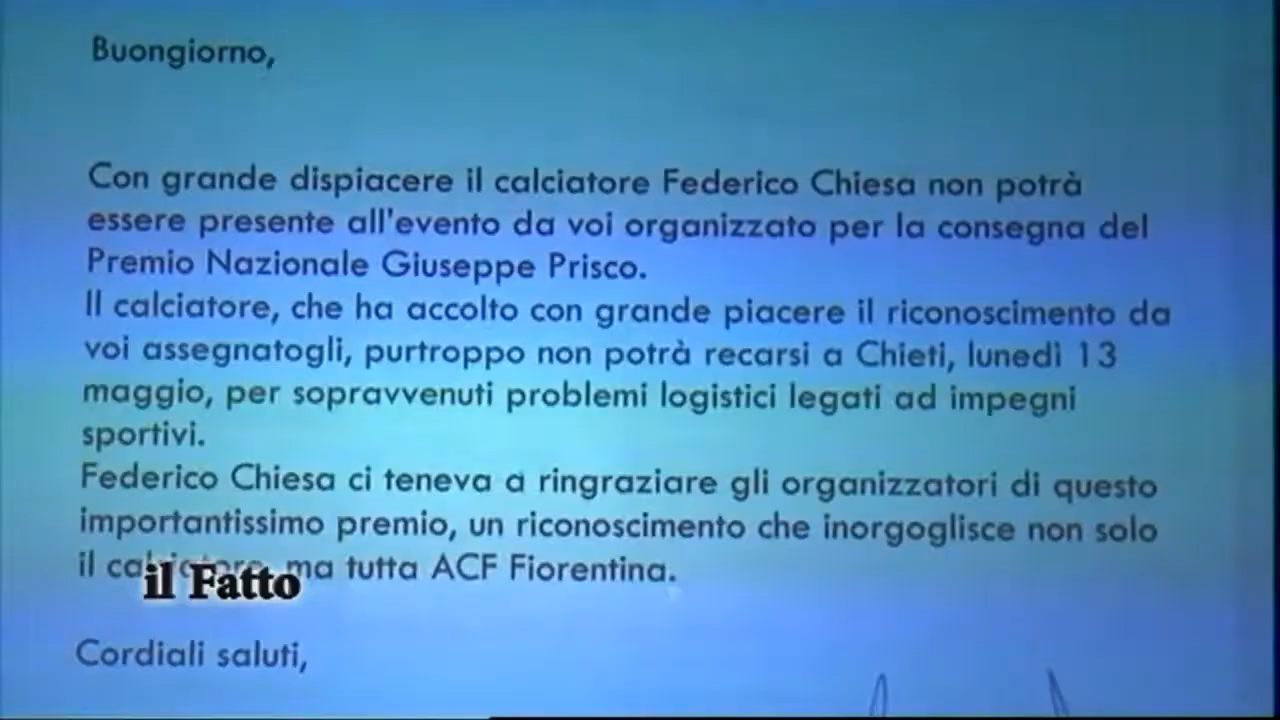 Buongiorno,
Con grande dispiacere il calciatore Federico Chiesa non potrà
essere presente all'evento da voi organizzato per la consegna del
Premio Nazionale Giuseppe Prisco.
Il calciatore, che ha accolto con grande piacere il riconoscimento da
voi assegnatogli, purtroppo non potrà recarsi a Chieti, lunedì 13
maggio, per sopravvenuti problemi logistici legati ad impegni
sportivi.
Federico Chiesa ci teneva a ringraziare gli organizzatori di questo
importantissimo premio, un riconoscimento che inorgoglisce non solo
il calciatore, ma tutta ACF Fiorentina.
il Fatto
Cordiali saluti,